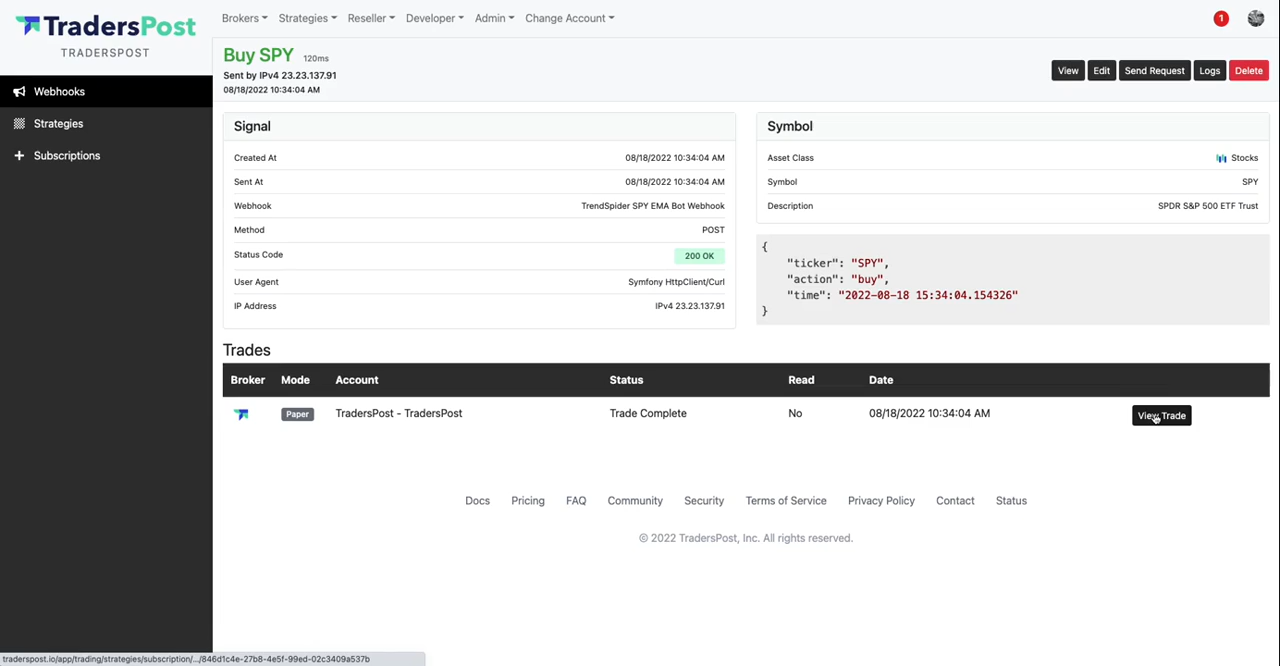 TradersPost
TRADERSPOST
Brokers Strategies Reseller Developer Admin Change Account
1
Webhooks
Strategies
Subscriptions
Buy SPY 120ms
Sent by IPv4 23.23.137.91
08/18/2022 10:34:04 AM
View Edit Send Request Logs Delete
Signal
Created At 08/18/2022 10:34:04 AM
Sent At 08/18/2022 10:34:04 AM
Webhook TrendSpider SPY EMA Bot Webhook
Method POST
Status Code 200 OK
User Agent Symfony HttpClient/Curl
IP Address IPv4 23.23.137.91
Symbol
Asset Class Stocks
Symbol SPY
Description SPDR S&P 500 ETF Trust
{
"ticker": "SPY",
"action": "buy",
"time": "2022-08-18 15:34:04.154326"
}
Trades
Broker Mode Account Status Read Date
Paper TradersPost - TradersPost Trade Complete No 08/18/2022 10:34:04 AM View Trade
Docs Pricing FAQ Community Security Terms of Service Privacy Policy Contact Status
© 2022 TradersPost, Inc. All rights reserved.
traderspost.io/app/trading/strategies/subscription/.../846d1c4e-27b8-4e5f-99ed-02c3409a537b